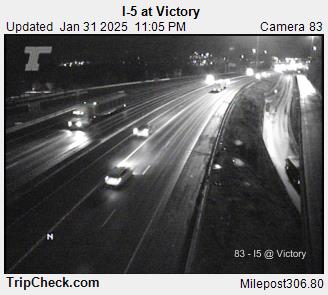 I-5 at Victory
Updated Jan 31 2025 11:05 PM Camera 83
T
N
83 - I5 @ Victory
TripCheck.com Milepost306.80